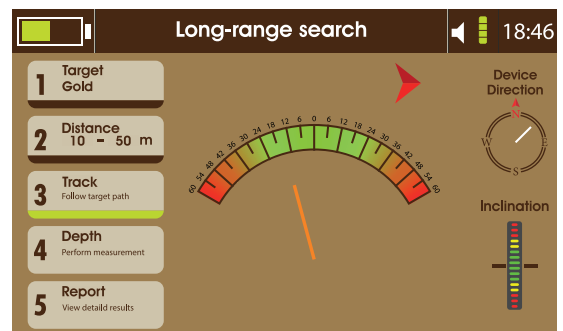 Long-range search
18:46
1 Target
Gold
2 Distance
10 - 50 m
3 Track
Follow target path
4 Depth
Perform measurement
5 Report
View detaild results
60 54 48 42 36 30 24 18 12 6 0 6 12 18 24 30 36 42 48 54 60
Device
Direction
N
W E
S
Inclination